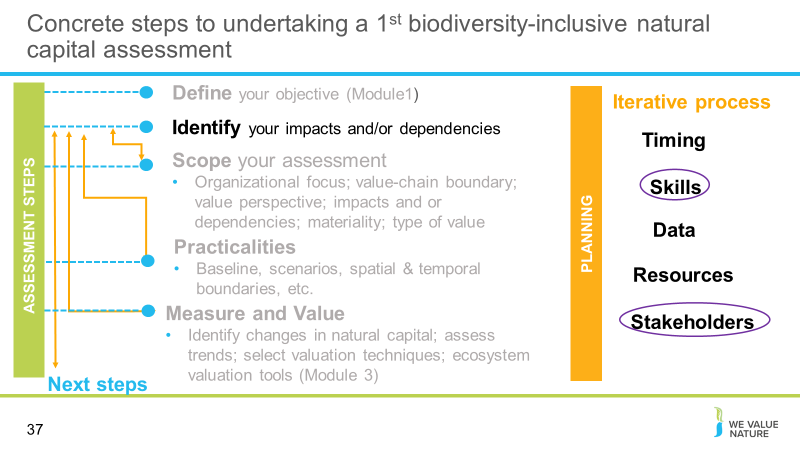 Concrete steps to undertaking a 1st biodiversity-inclusive natural
capital assessment
ASSESSMENT STEPS
Define your objective (Module1)
Identify your impacts and/or dependencies
Scope your assessment
• Organizational focus; value-chain boundary;
value perspective; impacts and or
dependencies; materiality; type of value
Practicalities
• Baseline, scenarios, spatial & temporal
boundaries, etc.
Measure and Value
• Identify changes in natural capital; assess
trends; select valuation techniques; ecosystem
valuation tools (Module 3)
Next steps
PLANNING
Iterative process
Timing
Skills
Data
Resources
Stakeholders
37
WE VALUE
NATURE